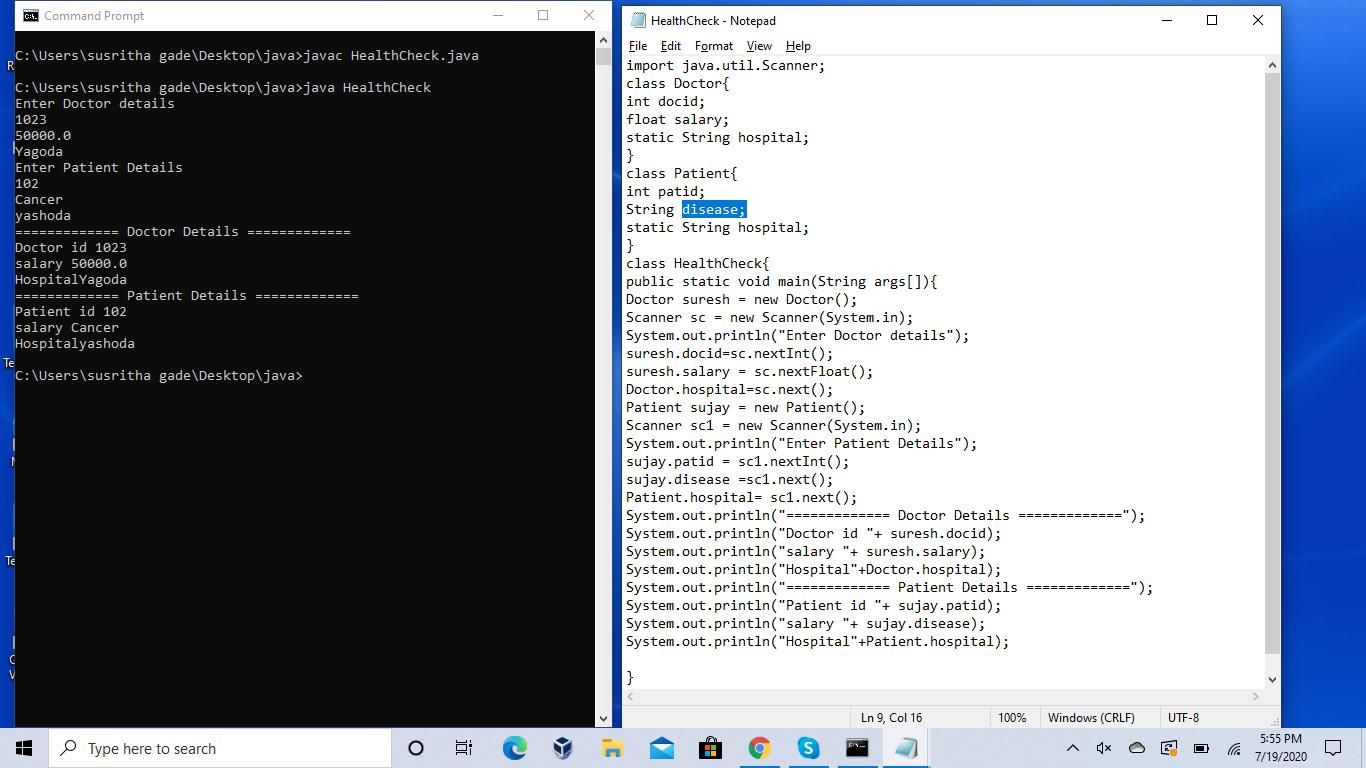 Command Prompt
C:\Users\susritha gade\Desktop\java>javac HealthCheck.java
C:\Users\susritha gade\Desktop\java>java HealthCheck
Enter Doctor details
1023
50000.0
Yagoda
Enter Patient Details
102
Cancer
yashoda
============= Doctor Details =============
Doctor id 1023
salary 50000.0
HospitalYagoda
============= Patient Details =============
Patient id 102
salary Cancer
Hospitalyashoda
C:\Users\susritha gade\Desktop\java>
HealthCheck - Notepad
File Edit Format View Help
import java.util.Scanner;
class Doctor{
int docid;
float salary;
static String hospital;
}
class Patient{
int patid;
String disease;
static String hospital;
}
class HealthCheck{
public static void main(String args[]){
Doctor suresh = new Doctor();
Scanner sc = new Scanner(System.in);
System.out.println("Enter Doctor details");
suresh.docid=sc.nextInt();
suresh.salary = sc.nextFloat();
Doctor.hospital=sc.next();
Patient sujay = new Patient();
Scanner sc1 = new Scanner(System.in);
System.out.println("Enter Patient Details");
sujay.patid = sc1.nextInt();
sujay.disease =sc1.next();
Patient.hospital= sc1.next();
System.out.println("============= Doctor Details =============");
System.out.println("Doctor id "+ suresh.docid);
System.out.println("salary "+ suresh.salary);
System.out.println("Hospital"+Doctor.hospital);
System.out.println("============= Patient Details =============");
System.out.println("Patient id "+ sujay.patid);
System.out.println("salary "+ sujay.disease);
System.out.println("Hospital"+Patient.hospital);
}
Ln 9, Col 16 100% Windows (CRLF) UTF-8
Type here to search
5:55 PM
7/19/2020